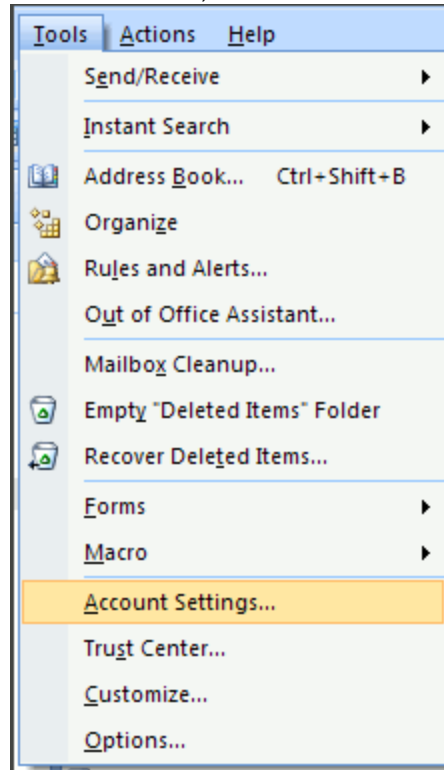 Tools Actions Help
Send/Receive
Instant Search
Address Book... Ctrl+Shift+B
Organize
Rules and Alerts...
Out of Office Assistant...
Mailbox Cleanup...
Empty "Deleted Items" Folder
Recover Deleted Items...
Forms
Macro
Account Settings...
Trust Center...
Customize...
Options...